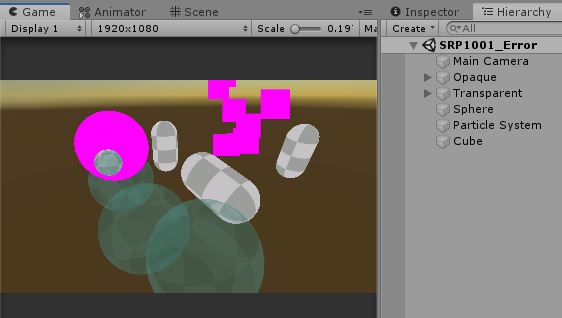 Game Animator Scene
Display 1 1920x1080 Scale 0.19 Ma
Inspector Hierarchy
Create All
SRP1001_Error
Main Camera
Opaque
Transparent
Sphere
Particle System
Cube